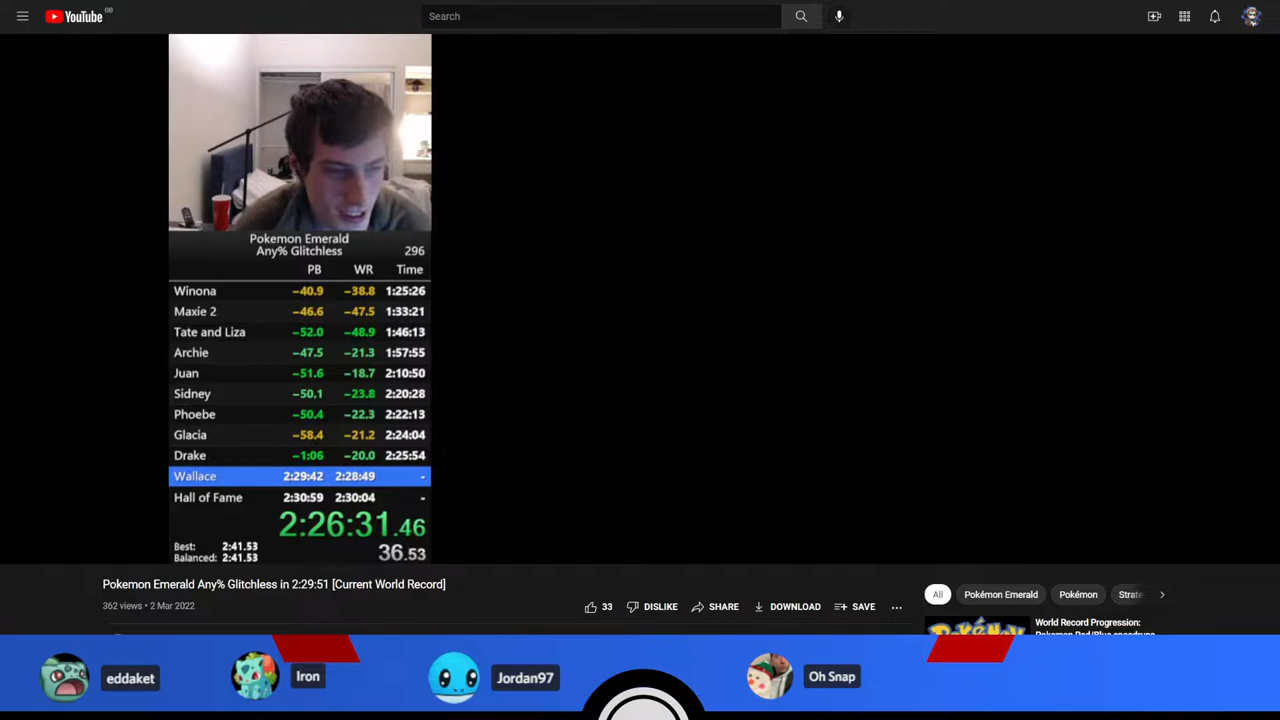 YouTube GB
Search
Pokemon Emerald
Any% Glitchless 296
PB WR Time
Winona −40.9 −38.8 1:25:26
Maxie 2 −46.6 −47.5 1:33:21
Tate and Liza −52.0 −48.9 1:46:13
Archie −47.5 −21.3 1:57:55
Juan −51.6 −18.7 2:10:50
Sidney −50.1 −23.8 2:20:28
Phoebe −50.4 −22.3 2:22:13
Glacia −58.4 −21.2 2:24:04
Drake −1:06 −20.0 2:25:54
Wallace 2:29:42 2:28:49 -
Hall of Fame 2:30:59 2:30:04 -
2:26:31.46
Best: 2:41.53 36.53
Balanced: 2:41.53
Pokemon Emerald Any% Glitchless in 2:29:51 [Current World Record]
362 views • 2 Mar 2022
33 DISLIKE SHARE DOWNLOAD SAVE
All Pokémon Emerald Pokémon Strate
World Record Progression:
Pokemon Red/Blue speedruns
eddaket Iron Jordan97 Oh Snap